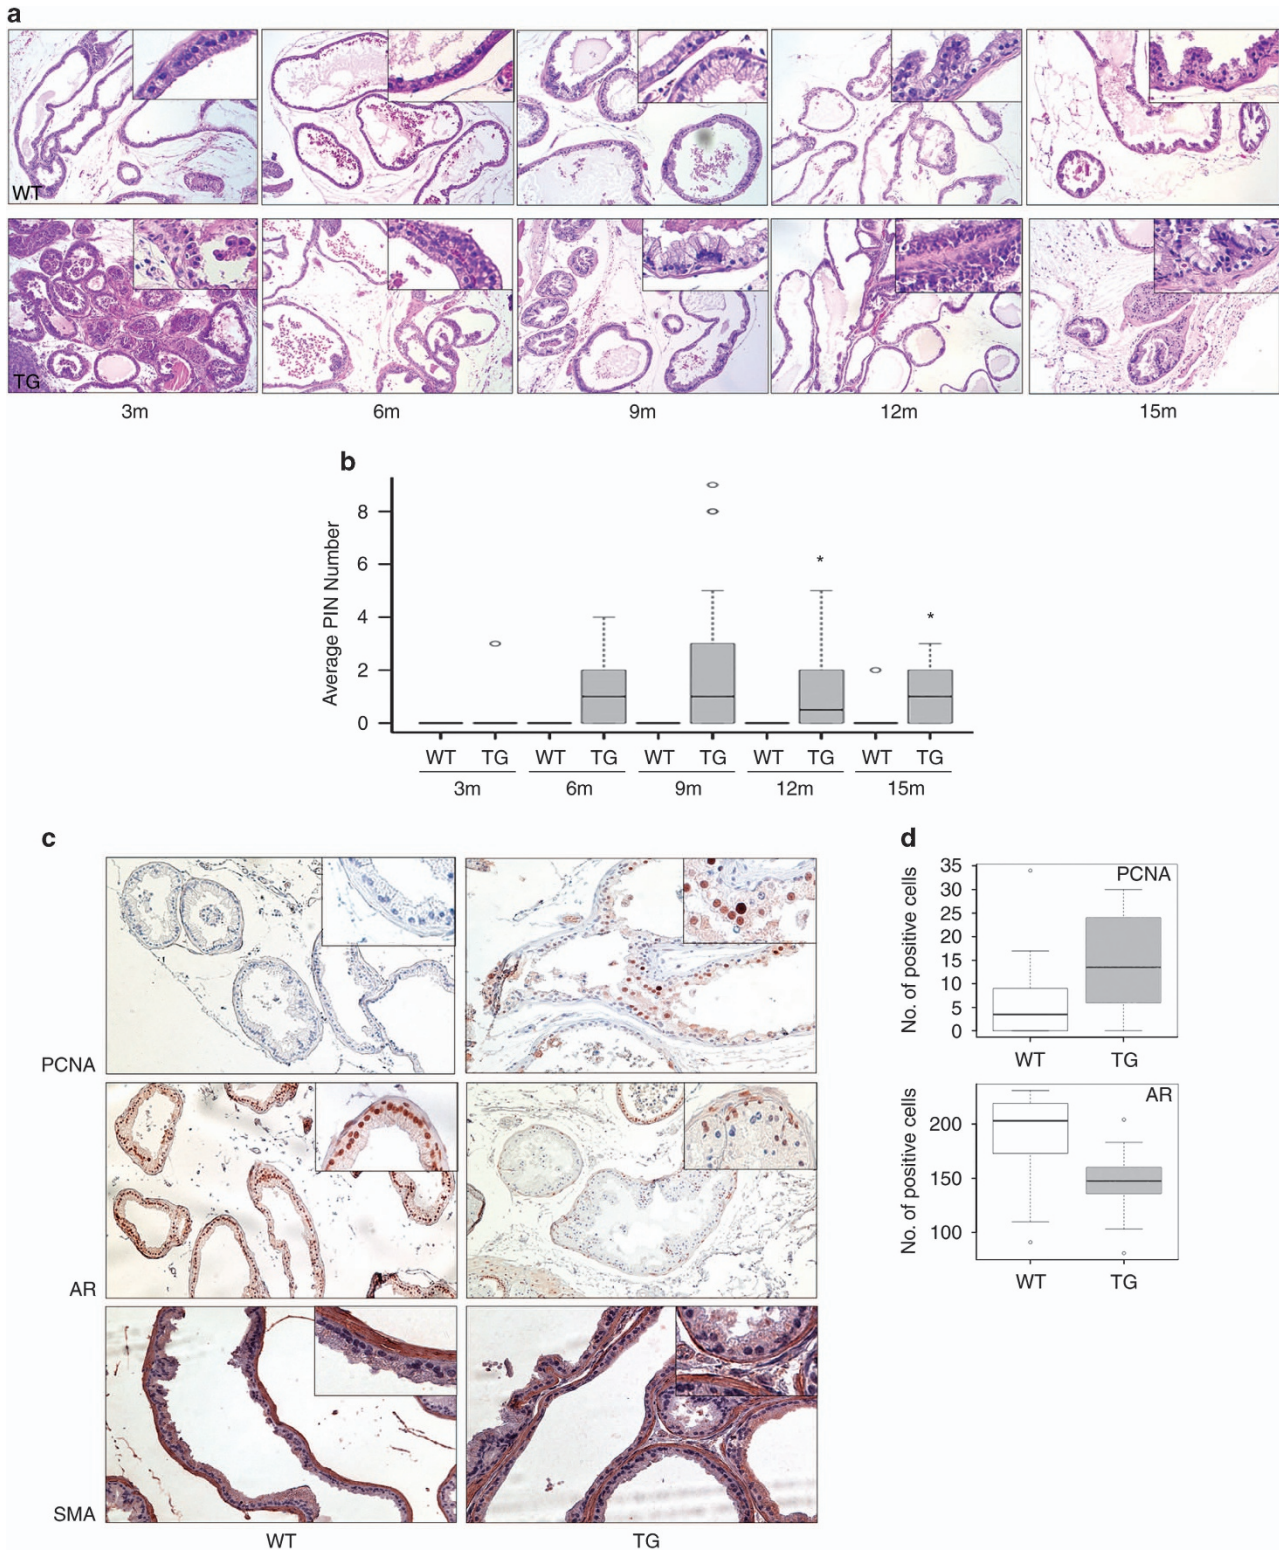 a
WT
TG
3m 6m 9m 12m 15m
b
Average PIN Number
8
6
4
2
0
*
*
WT TG WT TG WT TG WT TG WT TG
3m 6m 9m 12m 15m
c
PCNA
AR
SMA
WT TG
d
PCNA
No. of positive cells
35
30
25
20
15
10
5
0
WT TG
AR
No. of positive cells
200
150
100
WT TG